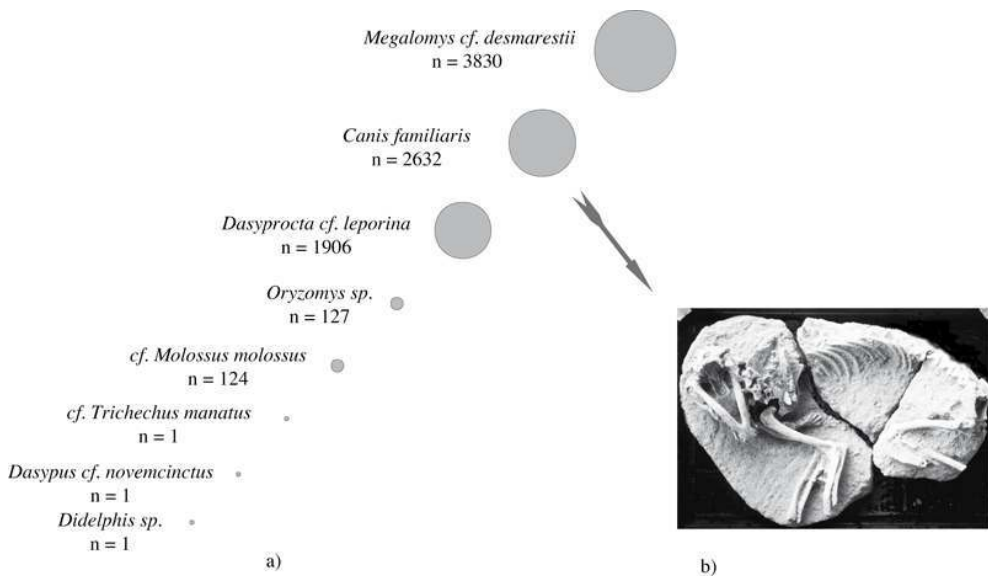 Megalomys cf. desmarestii
n = 3830
Canis familiaris
n = 2632
Dasyprocta cf. leporina
n = 1906
Oryzomys sp.
n = 127
cf. Molossus molossus
n = 124
cf. Trichechus manatus
n = 1
Dasypus cf. novemcinctus
n = 1
Didelphis sp.
n = 1
a)
b)